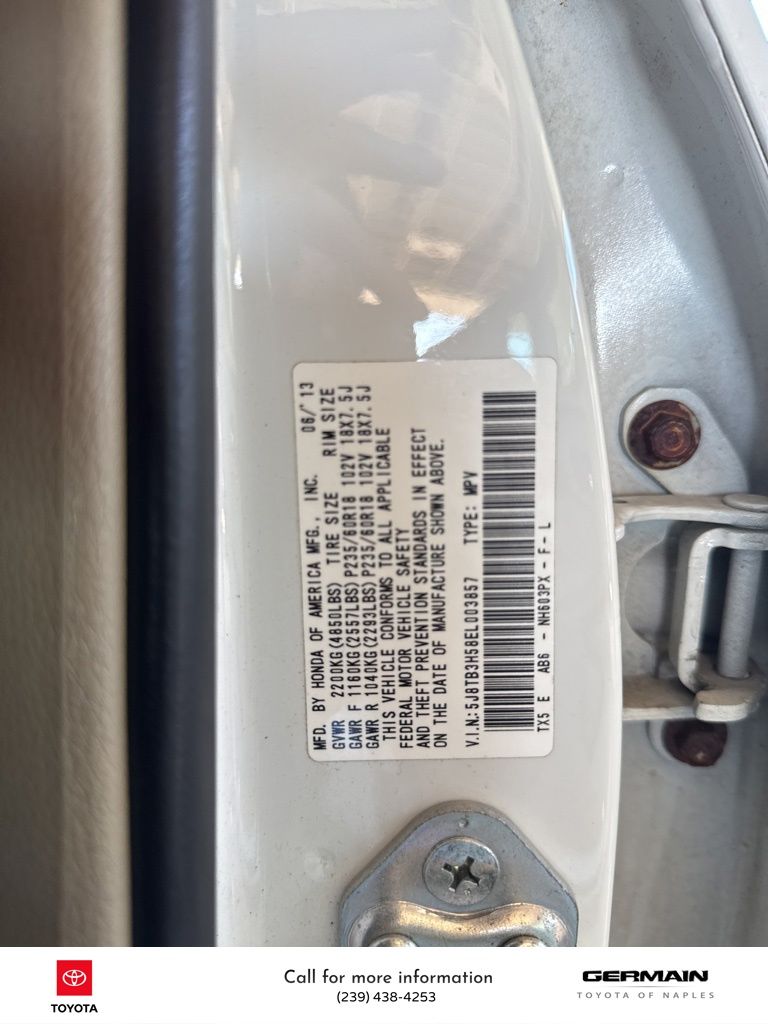 MFD. BY HONDA OF AMERICA MFG., INC. 06/'13
GVWR 2200KG(4850LBS) TIRE SIZE RIM SIZE
GAWR F 1160KG(2557LBS)P235/60R18 102V 18X7.5J
GAWR R 1040KG(2293LBS)P235/60R18 102V 18X7.5J
THIS VEHICLE CONFORMS TO ALL APPLICABLE
FEDERAL MOTOR VEHICLE SAFETY
AND THEFT PREVENTION STANDARDS IN EFFECT
ON THE DATE OF MANUFACTURE SHOWN ABOVE.
V.I.N.: 5J8TB3H58EL003857 TYPE: MPV
TX5 E AB6 - NH603PX - F - L
TOYOTA
Call for more information
(239) 438-4253
GERMAIN
TOYOTA OF NAPLES